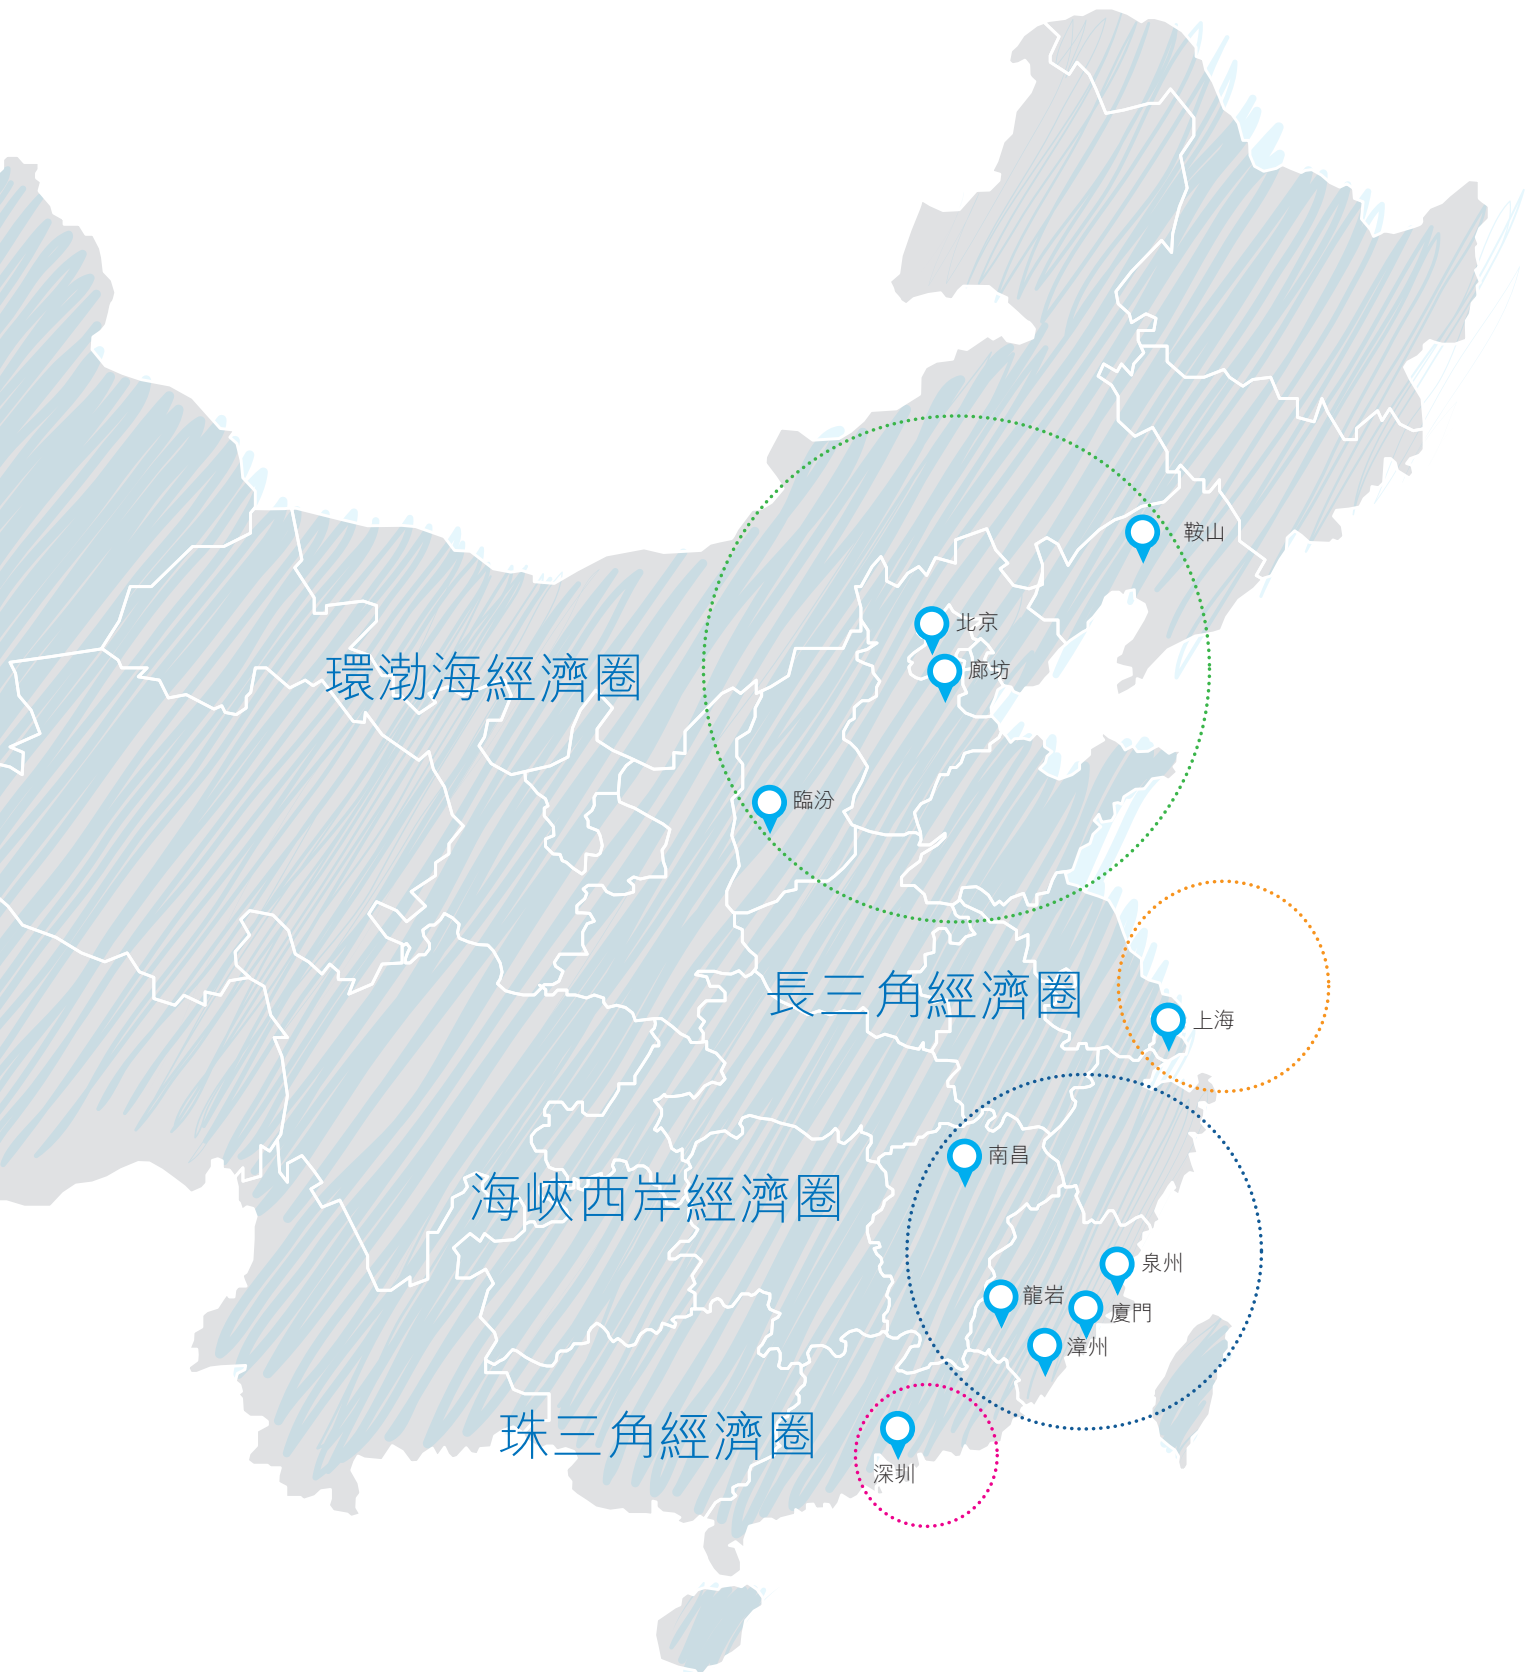 鞍山
北京
廊坊
環渤海經濟圈
臨汾
長三角經濟圈
上海
南昌
海峽西岸經濟圈
泉州
龍岩
廈門
漳州
珠三角經濟圈
深圳